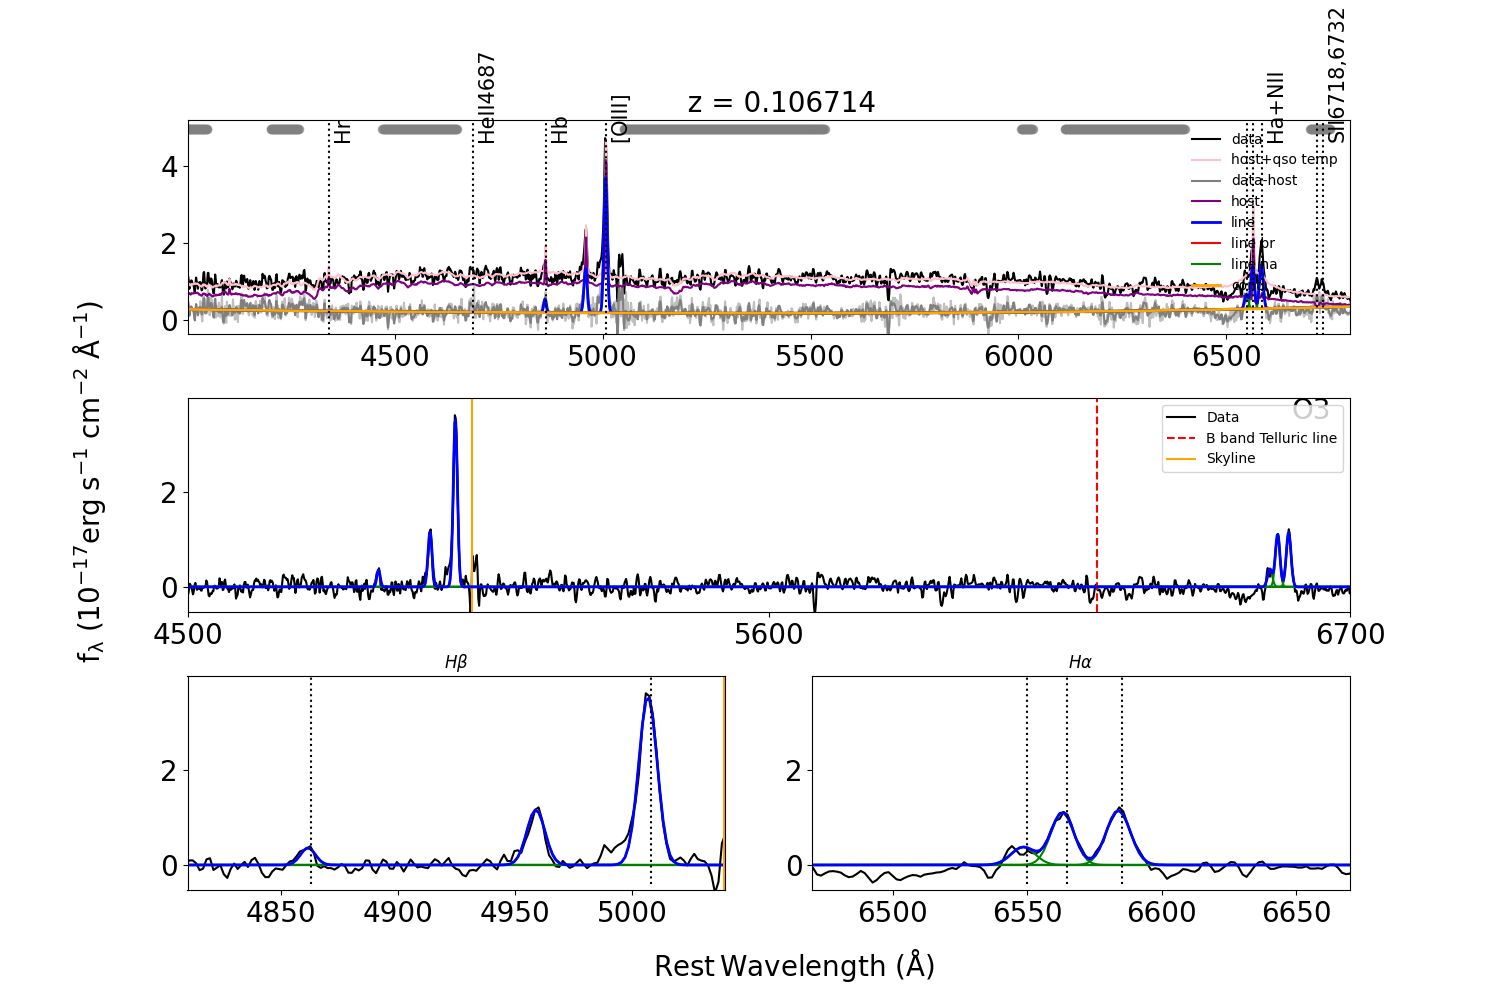 z = 0.106714
Hr
HeII4687
Hb
[OIII]
Ha+NII
SII6718,6732
data
host+qso temp
data-host
host
line
line br
line na
4
2
0
4500
5000
5500
6000
6500
O3
Data
B band Telluric line
Skyline
2
0
4500
5600
6700
fλ (10⁻¹⁷erg s⁻¹ cm⁻² Å⁻¹)
Hβ
2
0
4850
4900
4950
5000
Hα
2
0
6500
6550
6600
6650
Rest Wavelength (Å)